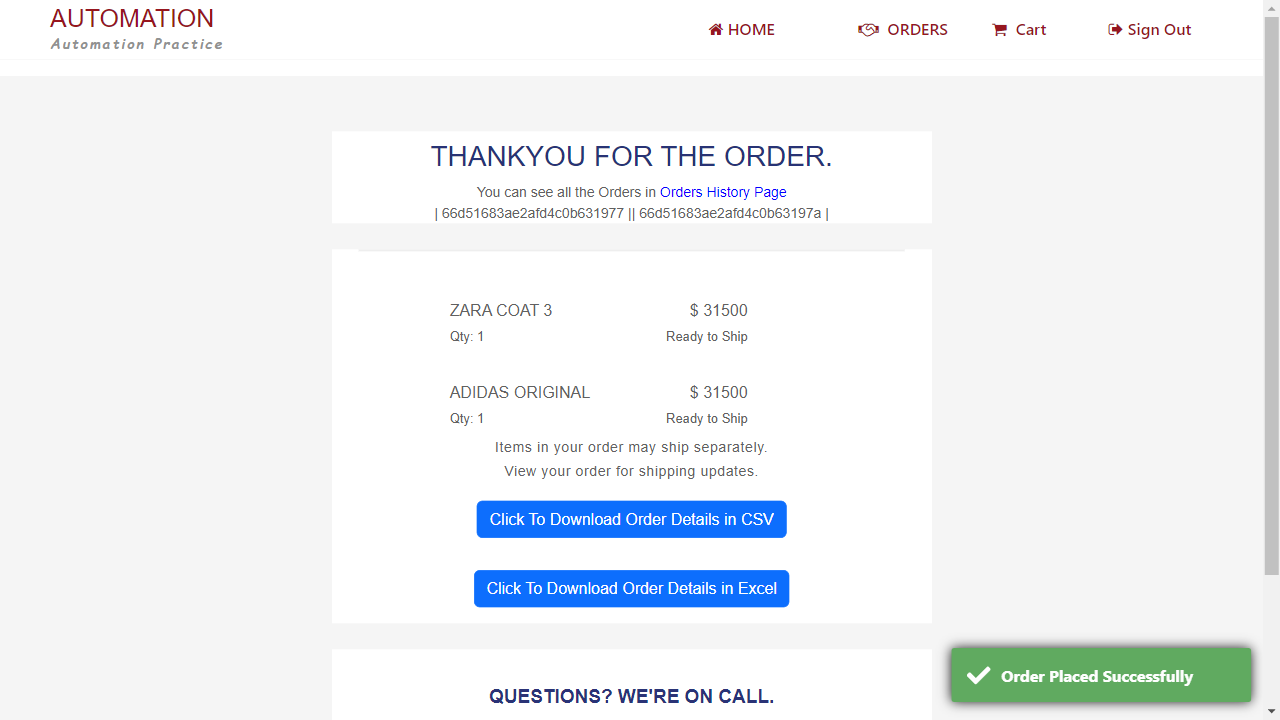 AUTOMATION
Automation Practice
HOME
ORDERS
Cart
Sign Out
THANKYOU FOR THE ORDER.
You can see all the Orders in Orders History Page
| 66d51683ae2afd4c0b631977 || 66d51683ae2afd4c0b63197a |
ZARA COAT 3 $ 31500
Qty: 1 Ready to Ship
ADIDAS ORIGINAL $ 31500
Qty: 1 Ready to Ship
Items in your order may ship separately.
View your order for shipping updates.
Click To Download Order Details in CSV
Click To Download Order Details in Excel
QUESTIONS? WE'RE ON CALL.
Order Placed Successfully